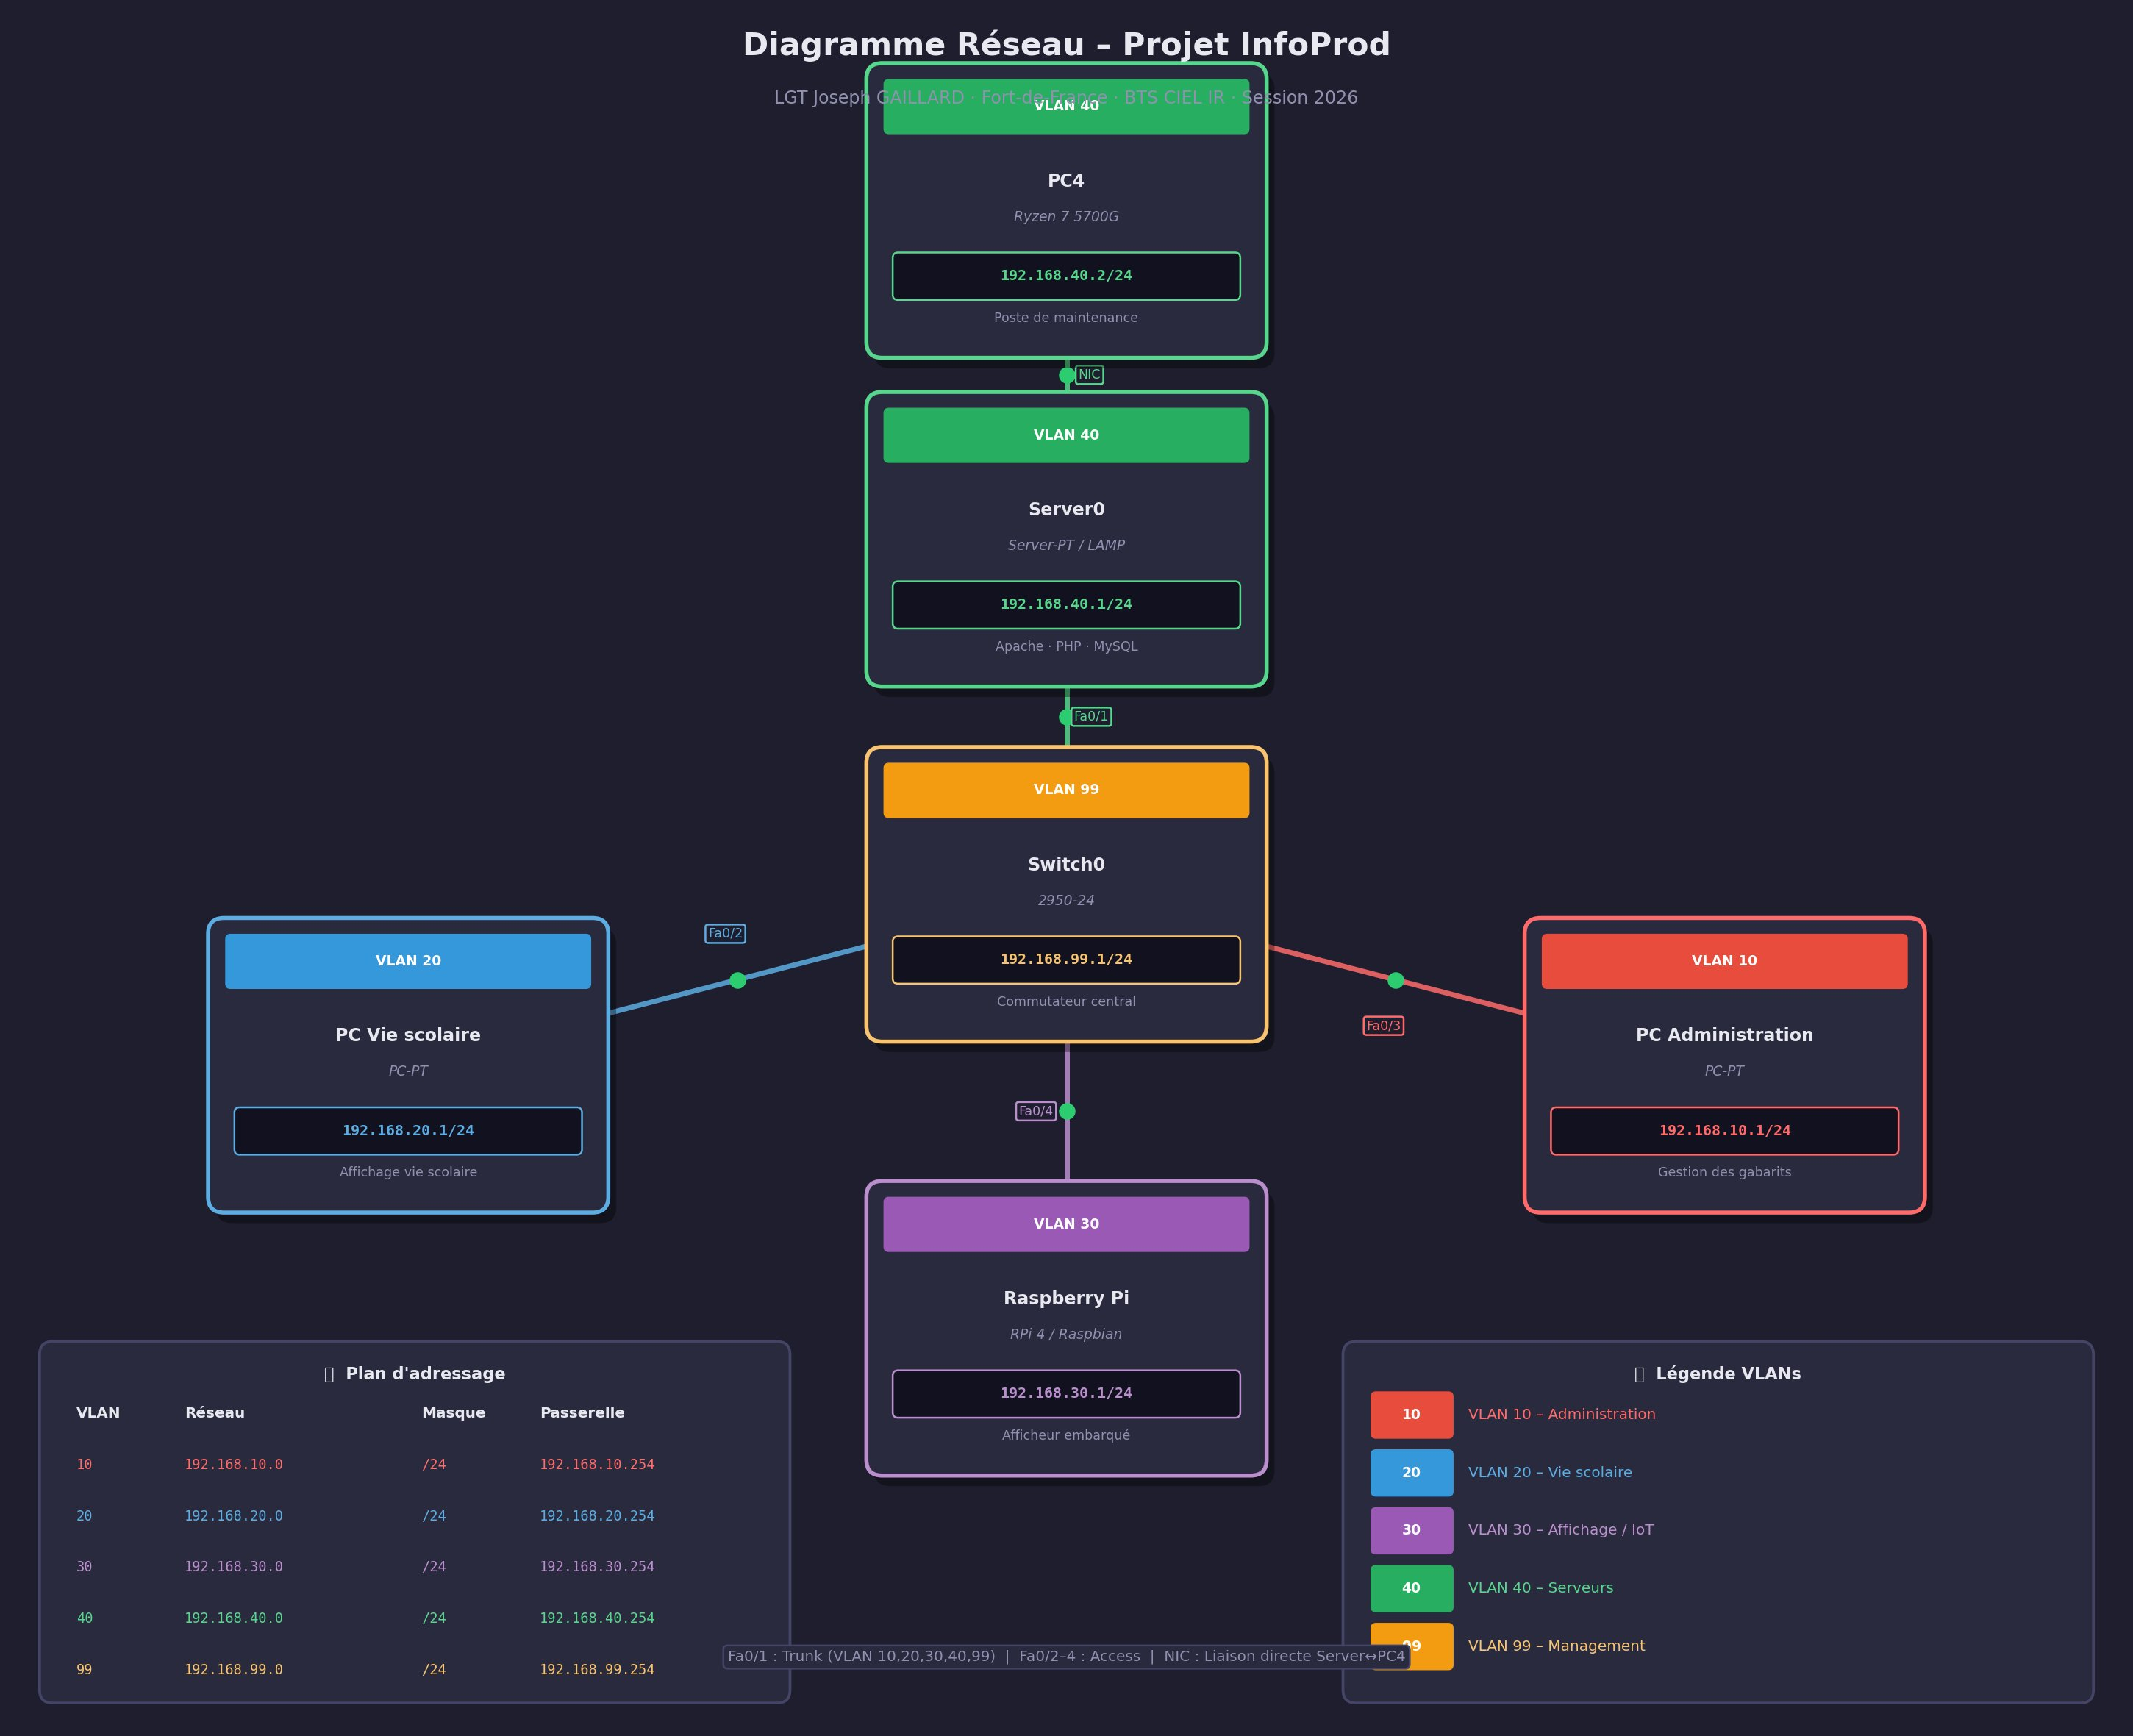 Diagramme Réseau – Projet InfoProd
LGT Joseph GAILLARD · Fort-de-France · BTS CIEL IR · Session 2026
VLAN 40
PC4
Ryzen 7 5700G
192.168.40.2/24
Poste de maintenance
NIC
VLAN 40
Server0
Server-PT / LAMP
192.168.40.1/24
Apache · PHP · MySQL
Fa0/1
VLAN 99
Switch0
2950-24
192.168.99.1/24
Commutateur central
Fa0/2
VLAN 20
PC Vie scolaire
PC-PT
192.168.20.1/24
Affichage vie scolaire
Fa0/3
VLAN 10
PC Administration
PC-PT
192.168.10.1/24
Gestion des gabarits
Fa0/4
VLAN 30
Raspberry Pi
RPi 4 / Raspbian
192.168.30.1/24
Afficheur embarqué
Plan d'adressage
VLAN Réseau Masque Passerelle
10 192.168.10.0 /24 192.168.10.254
20 192.168.20.0 /24 192.168.20.254
30 192.168.30.0 /24 192.168.30.254
40 192.168.40.0 /24 192.168.40.254
99 192.168.99.0 /24 192.168.99.254
Légende VLANs
10 VLAN 10 – Administration
20 VLAN 20 – Vie scolaire
30 VLAN 30 – Affichage / IoT
40 VLAN 40 – Serveurs
99 VLAN 99 – Management
Fa0/1 : Trunk (VLAN 10,20,30,40,99) | Fa0/2–4 : Access | NIC : Liaison directe Server↔PC4